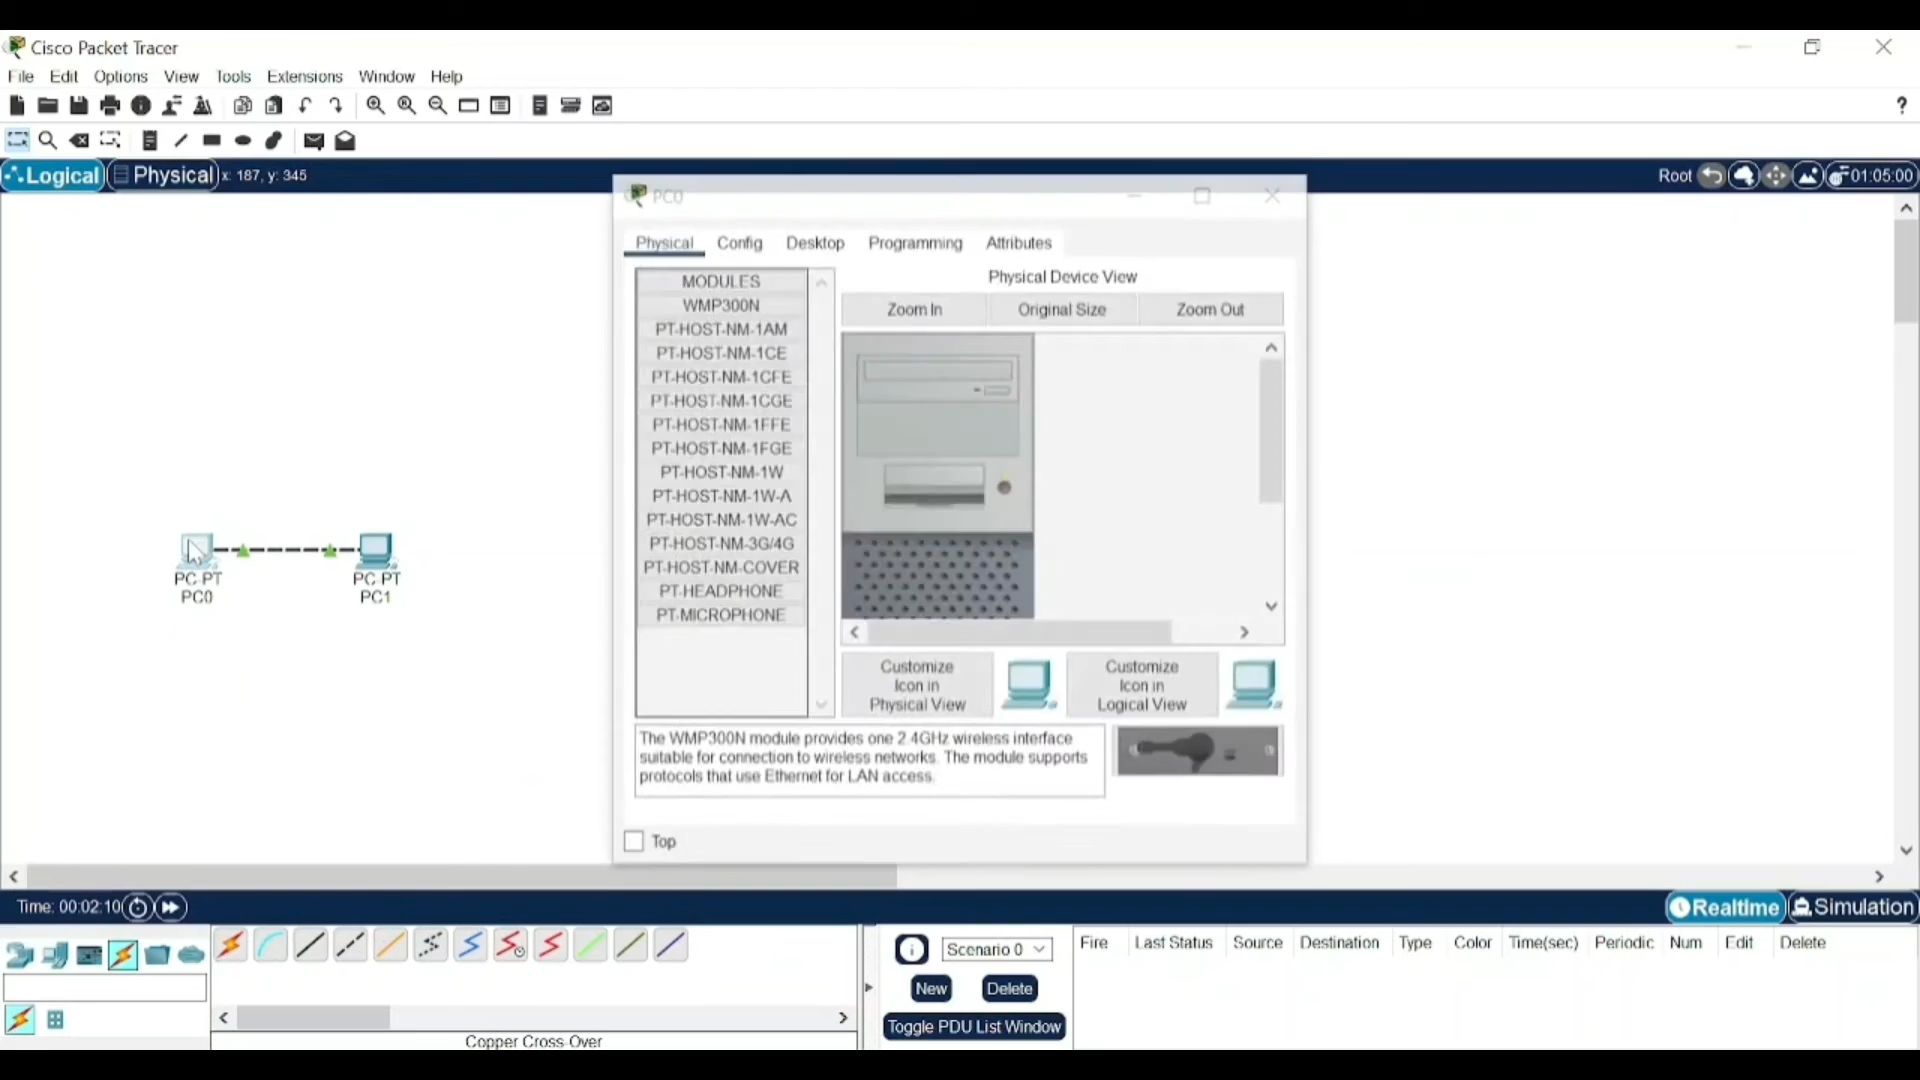 Cisco Packet Tracer
File Edit Options View Tools Extensions Window Help
?
Logical Physical x: 187, y: 345 Root 01:05:00
PC0
Physical Config Desktop Programming Attributes
MODULES
WMP300N
PT-HOST-NM-1AM
PT-HOST-NM-1CE
PT-HOST-NM-1CFE
PT-HOST-NM-1CGE
PT-HOST-NM-1FFE
PT-HOST-NM-1FGE
PT-HOST-NM-1W
PT-HOST-NM-1W-A
PT-HOST-NM-1W-AC
PT-HOST-NM-3G/4G
PT-HOST-NM-COVER
PT-HEADPHONE
PT-MICROPHONE
Physical Device View
Zoom In Original Size Zoom Out
Customize
Icon in
Physical View
Customize
Icon in
Logical View
The WMP300N module provides one 2.4GHz wireless interface
suitable for connection to wireless networks. The module supports
protocols that use Ethernet for LAN access.
Top
PC-PT
PC0
PC-PT
PC1
Time: 00:02:10 Realtime Simulation
Copper Cross-Over
Scenario 0
New Delete
Toggle PDU List Window
Fire Last Status Source Destination Type Color Time(sec) Periodic Num Edit Delete